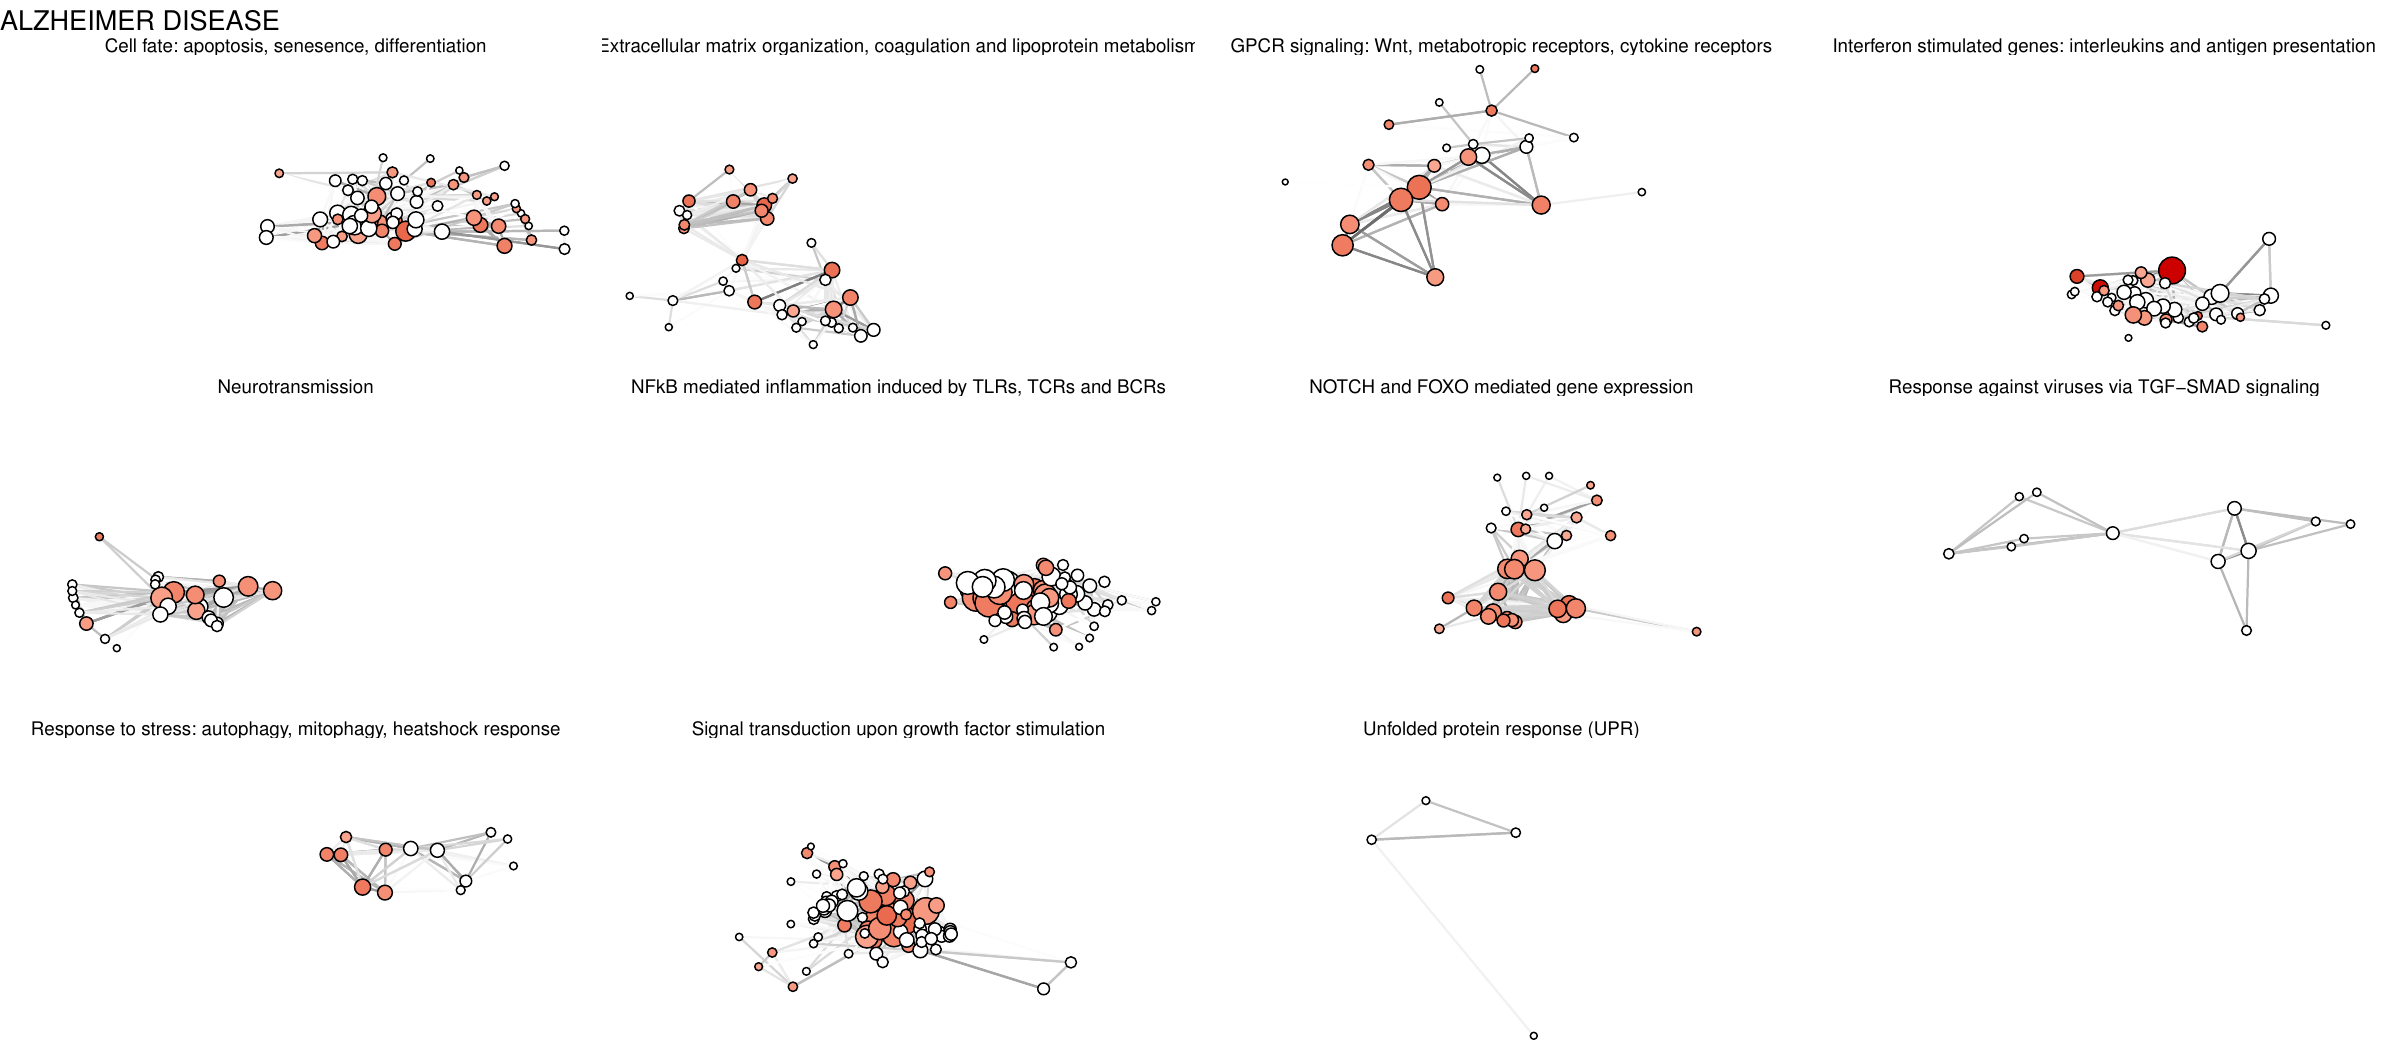 ALZHEIMER DISEASE
Cell fate: apoptosis, senesence, differentiation
Extracellular matrix organization, coagulation and lipoprotein metabolism
GPCR signaling: Wnt, metabotropic receptors, cytokine receptors
Interferon stimulated genes: interleukins and antigen presentation
Neurotransmission
NFkB mediated inflammation induced by TLRs, TCRs and BCRs
NOTCH and FOXO mediated gene expression
Response against viruses via TGF−SMAD signaling
Response to stress: autophagy, mitophagy, heatshock response
Signal transduction upon growth factor stimulation
Unfolded protein response (UPR)